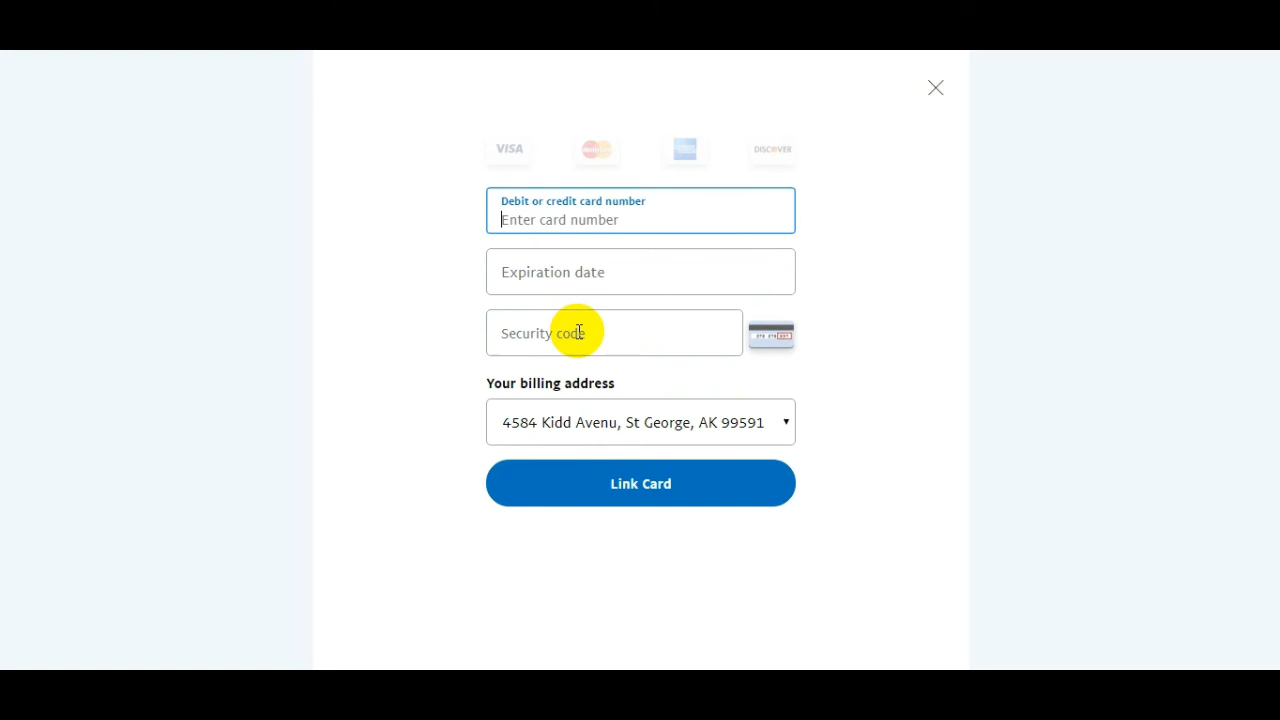 VISA DISCOVER
Debit or credit card number
Enter card number
Expiration date
Security code
Your billing address
4584 Kidd Avenu, St George, AK 99591
Link Card